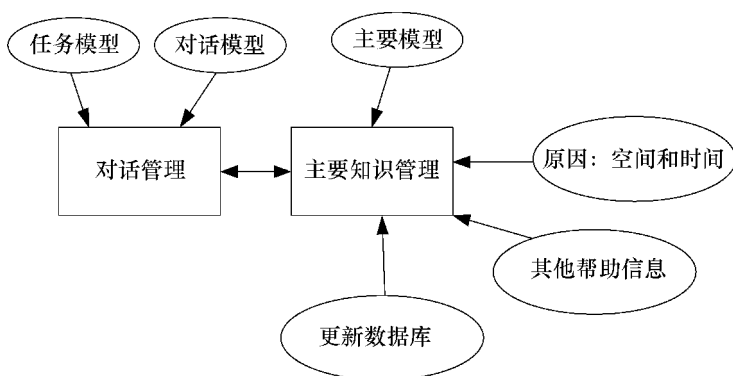 任务模型
对话模型
主要模型
对话管理
主要知识管理
原因：空间和时间
其他帮助信息
更新数据库